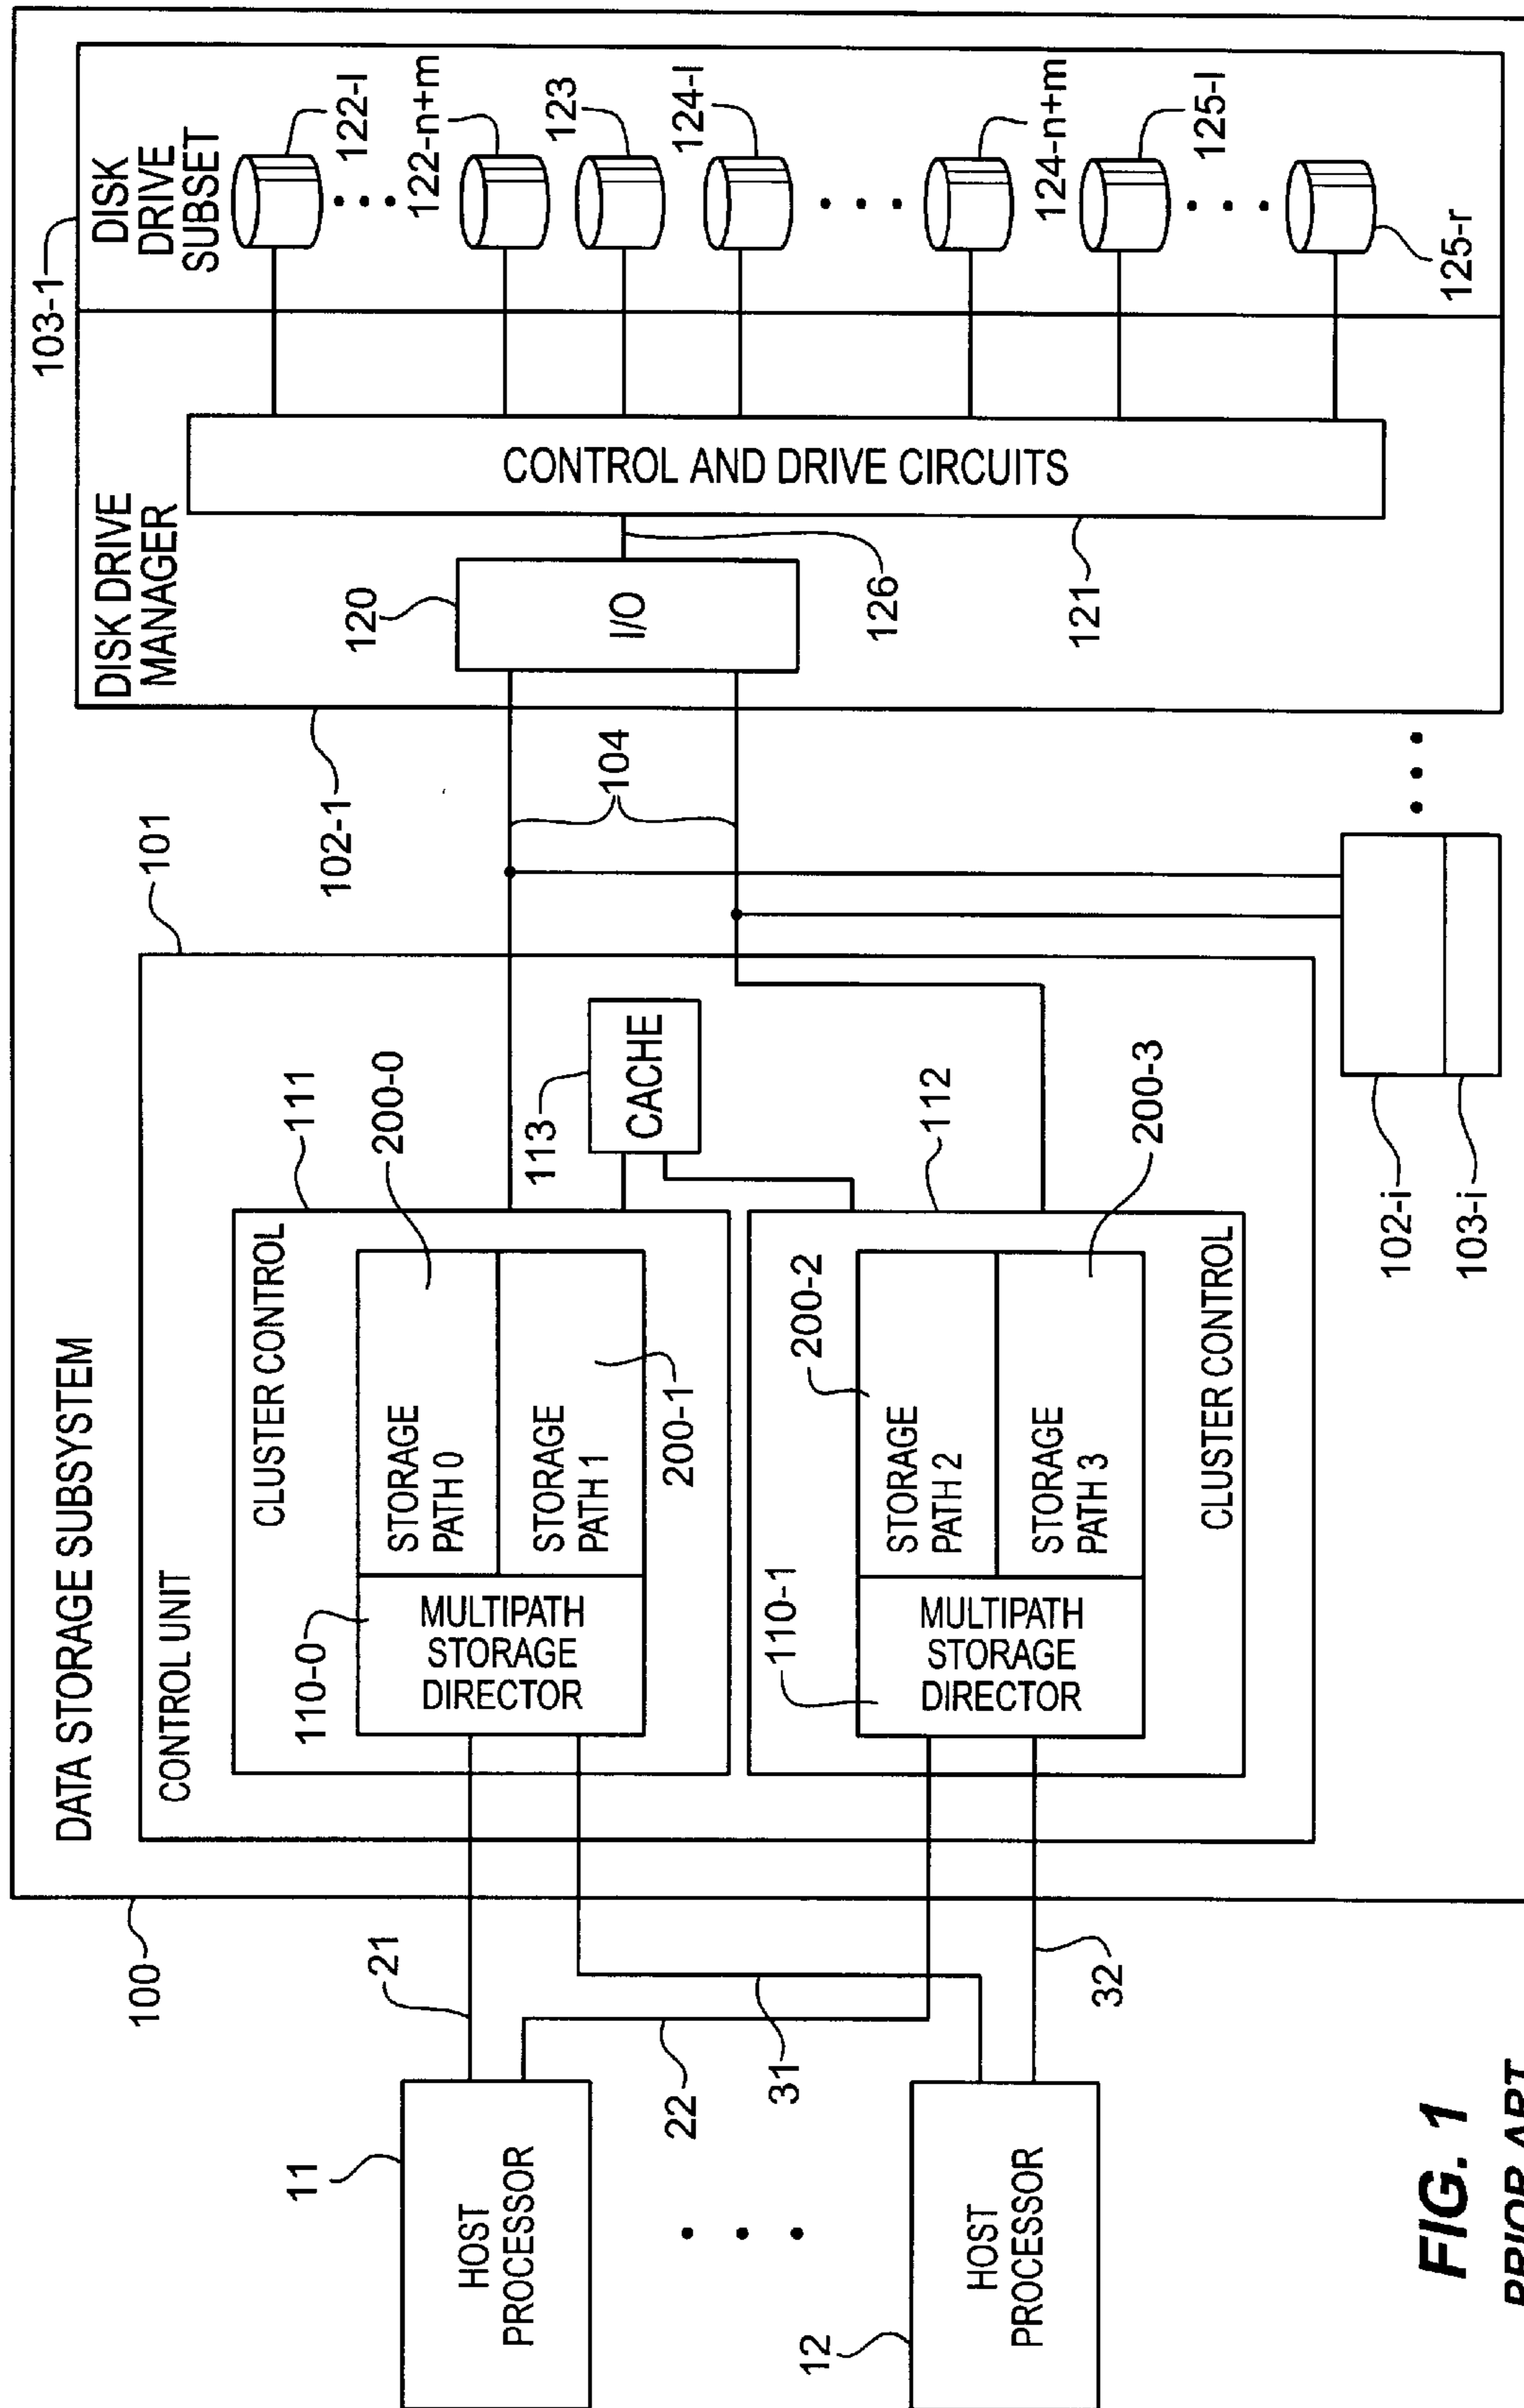 DATA STORAGE SUBSYSTEM
100
CONTROL UNIT
101
CLUSTER CONTROL
111
110-0
MULTIPATH
STORAGE
DIRECTOR
STORAGE
PATH 0
200-0
STORAGE
PATH 1
200-1
113
CACHE
112
110-1
MULTIPATH
STORAGE
DIRECTOR
STORAGE
PATH 2
200-2
STORAGE
PATH 3
200-3
CLUSTER CONTROL
11
HOST
PROCESSOR
21
22
31
32
12
HOST
PROCESSOR
104
102-1
DISK DRIVE
MANAGER
120
I/O
126
CONTROL AND DRIVE CIRCUITS
121
103-1
DISK
DRIVE
SUBSET
122-1
122-n+m
123
124-1
124-n+m
125-1
125-r
102-i
103-i
FIG. 1
PRIOR ART